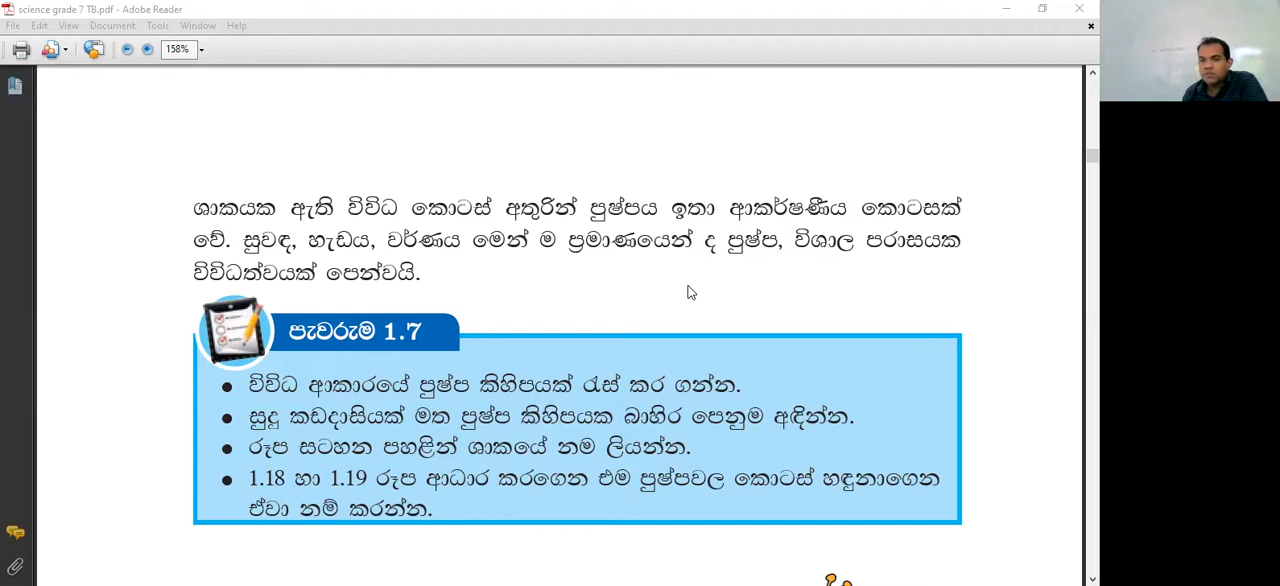 science grade 7 TB.pdf - Adobe Reader
File Edit View Document Tools Window Help
158%
ශාකයක ඇති විවිධ කොටස් අතුරින් පුෂ්පය ඉතා ආකර්ෂණීය කොටසක්
වේ. සුවඳ, හැඩය, වර්ණය මෙන් ම ප්‍රමාණයෙන් ද පුෂ්ප, විශාල පරාසයක
විවිධත්වයක් පෙන්වයි.
පැවරුම 1.7
● විවිධ ආකාරයේ පුෂ්ප කිහිපයක් රැස් කර ගන්න.
● සුදු කඩදාසියක් මත පුෂ්ප කිහිපයක බාහිර පෙනුම අඳින්න.
● රූප සටහන පහළින් ශාකයේ නම ලියන්න.
● 1.18 හා 1.19 රූප ආධාර කරගෙන එම පුෂ්පවල කොටස් හඳුනාගෙන
ඒවා නම් කරන්න.